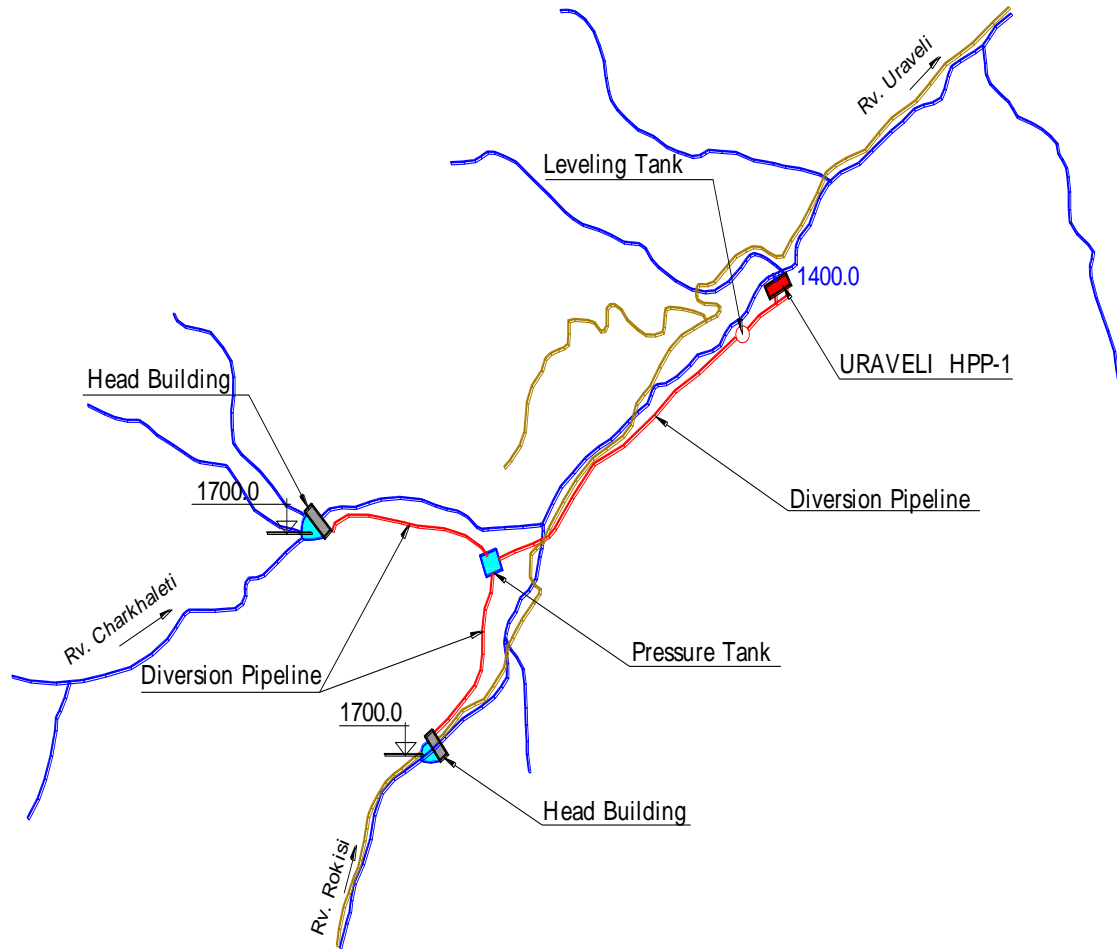 Rv. Uraveli
Leveling Tank
1400.0
URAVELI HPP-1
Head Building
1700.0
Diversion Pipeline
Rv. Charkhaleti
Pressure Tank
Diversion Pipeline
1700.0
Head Building
Rv. Rokisi